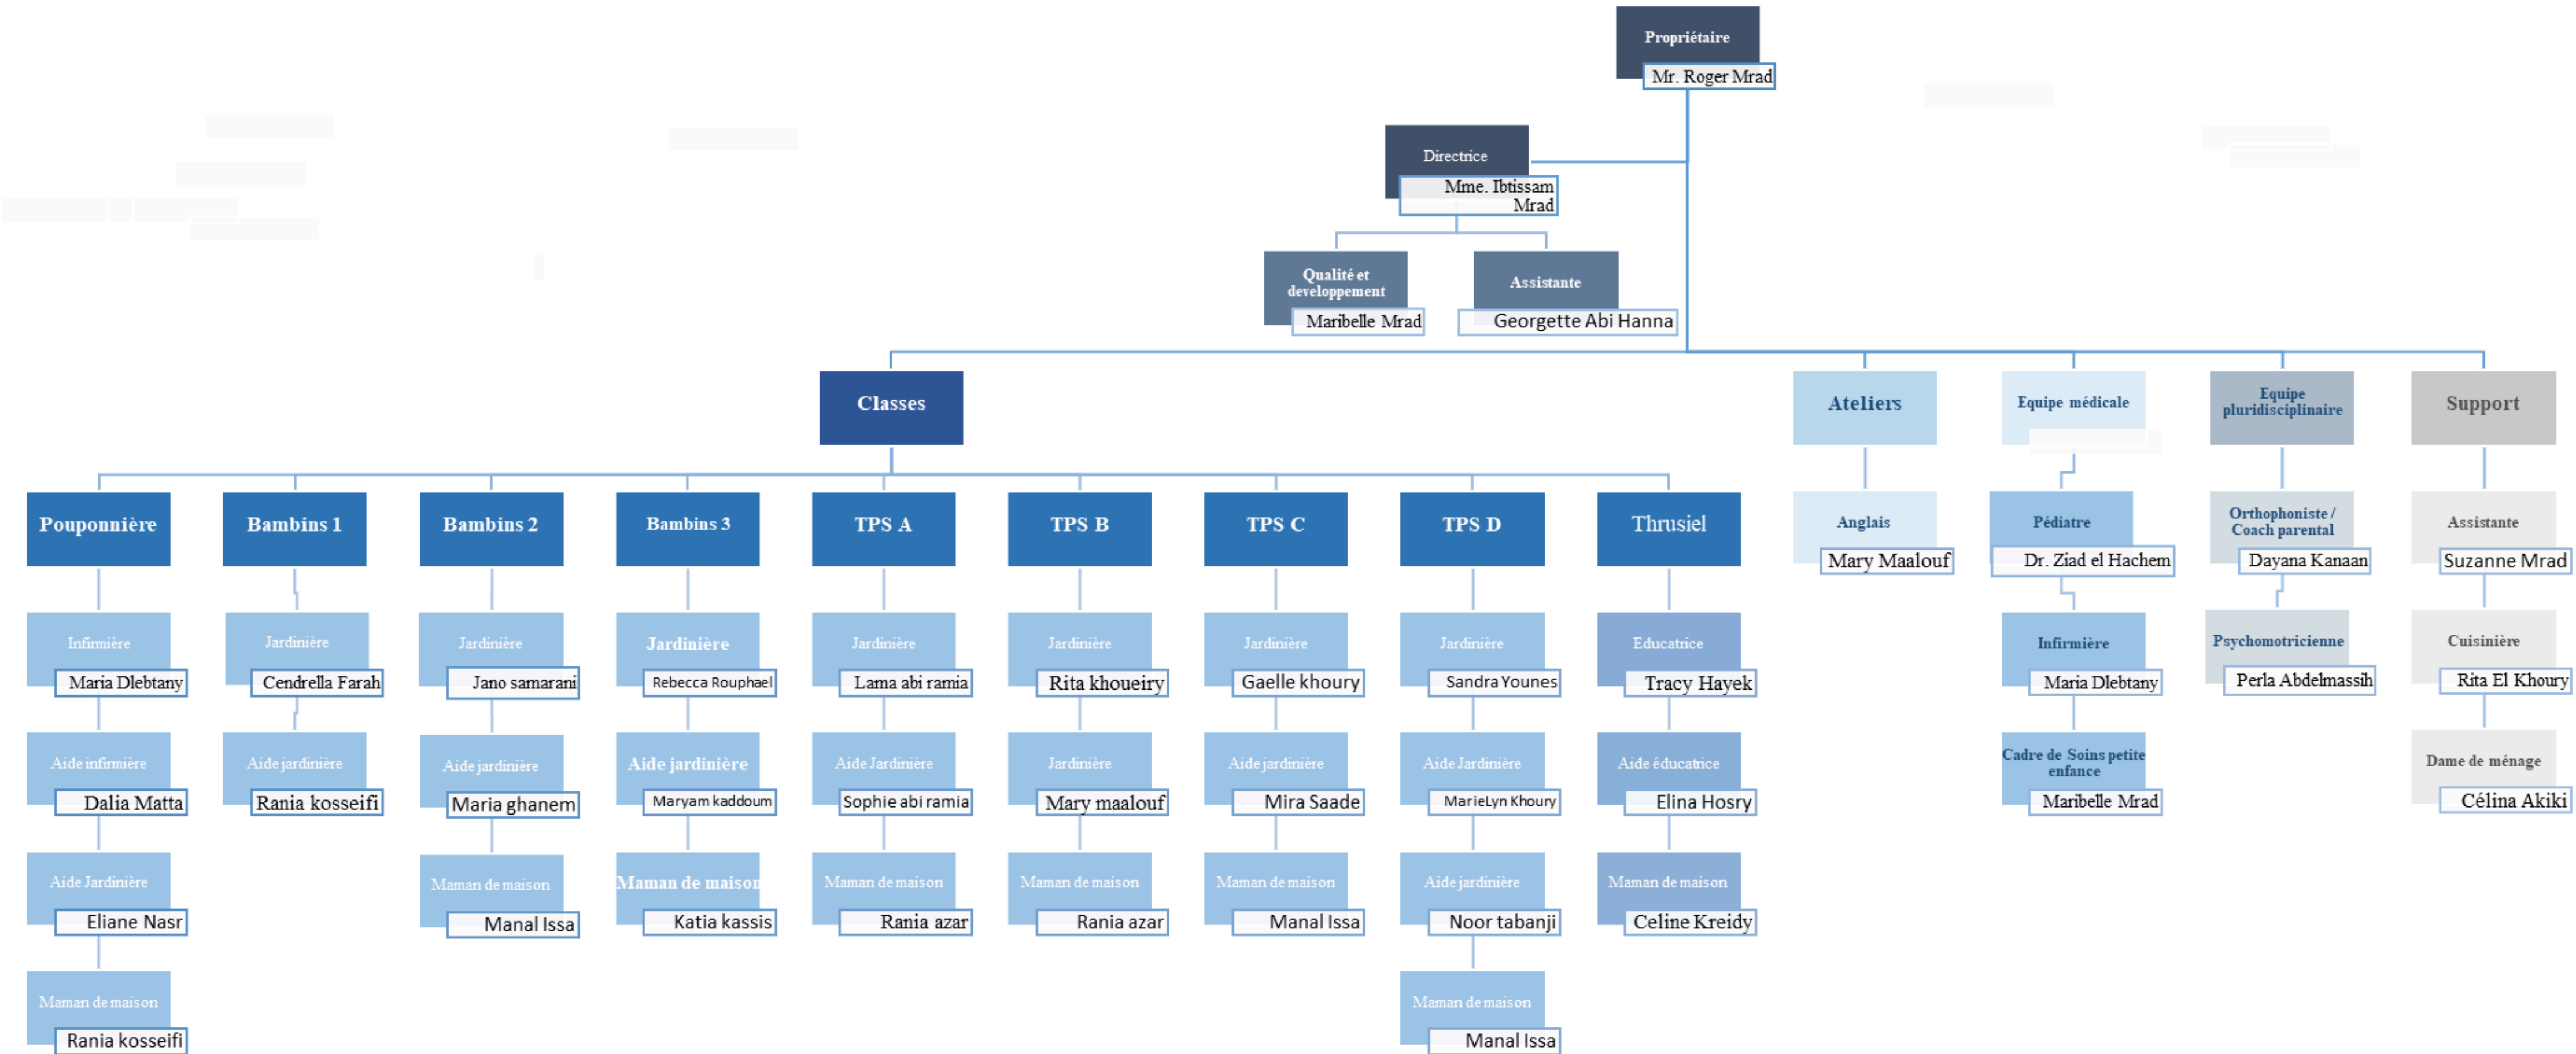 Propriétaire
Mr. Roger Mrad
Directrice
Mme. Ibtissam
Mrad
Qualité et
developpement
Maribelle Mrad
Assistante
Georgette Abi Hanna
Classes
Ateliers
Equipe médicale
Equipe
pluridisciplinaire
Support
Pouponnière
Infirmière
Maria Dlebtany
Aide infirmière
Dalia Matta
Aide Jardinière
Eliane Nasr
Maman de maison
Rania kosseifi
Bambins 1
Jardinière
Cendrella Farah
Aide jardinière
Rania kosseifi
Bambins 2
Jardinière
Jano samarani
Aide jardinière
Maria ghanem
Maman de maison
Manal Issa
Bambins 3
Jardinière
Rebecca Rouphael
Aide jardinière
Maryam kaddoum
Maman de maison
Katia kassis
TPS A
Jardinière
Lama abi ramia
Aide Jardinière
Sophie abi ramia
Maman de maison
Rania azar
TPS B
Jardinière
Rita khoueiry
Jardinière
Mary maalouf
Maman de maison
Rania azar
TPS C
Jardinière
Gaelle khoury
Aide jardinière
Mira Saade
Maman de maison
Manal Issa
TPS D
Jardinière
Sandra Younes
Aide Jardinière
MarieLyn Khoury
Aide jardinière
Noor tabanji
Maman de maison
Manal Issa
Thrusiel
Educatrice
Tracy Hayek
Aide éducatrice
Elina Hosry
Maman de maison
Celine Kreidy
Anglais
Mary Maalouf
Pédiatre
Dr. Ziad el Hachem
Infirmière
Maria Dlebtany
Cadre de Soins petite
enfance
Maribelle Mrad
Orthophoniste /
Coach parental
Dayana Kanaan
Psychomotricienne
Perla Abdelmassih
Assistante
Suzanne Mrad
Cuisinière
Rita El Khoury
Dame de ménage
Célina Akiki